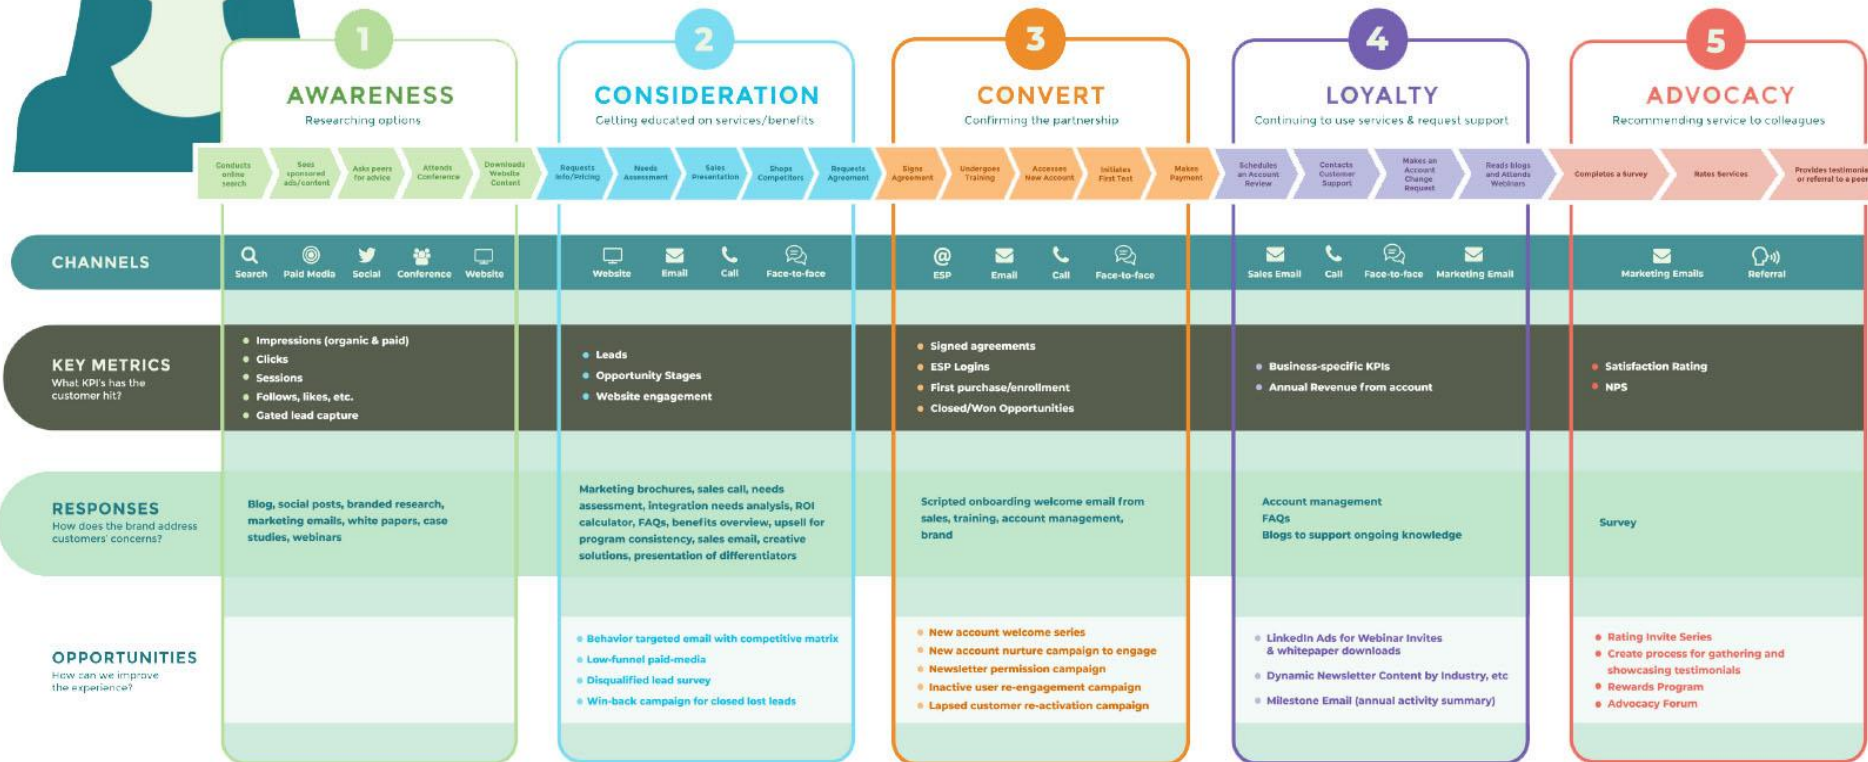 1
AWARENESS
Researching options
2
CONSIDERATION
Getting educated on services/benefits
3
CONVERT
Confirming the partnership
4
LOYALTY
Continuing to use services & request support
5
ADVOCACY
Recommending service to colleagues
Conducts
online
search
Sees
sponsored
ads/content
Asks peers
for advice
Attends
Conference
Downloads
Website
Content
Requests
Info/Pricing
Needs
Assessment
Sales
Presentation
Shops
Competitors
Requests
Agreement
Signs
Agreement
Undergoes
Training
Accesses
New Account
Initiates
First Test
Makes
Payment
Schedules
an Account
Review
Contacts
Customer
Support
Makes an
Account
Change
Request
Reads blogs
and Attends
Webinars
Completes a Survey
Rates Services
Provides testimonia
or referral to a peer
CHANNELS
Search
Paid Media
Social
Conference
Website
Website
Email
Call
Face-to-face
@
ESP
Email
Call
Face-to-face
Sales Email
Call
Face-to-face
Marketing Email
Marketing Emails
Referral
KEY METRICS
What KPI's has the
customer hit?
Impressions (organic & paid)
Clicks
Sessions
Follows, likes, etc.
Gated lead capture
Leads
Opportunity Stages
Website engagement
Signed agreements
ESP Logins
First purchase/enrollment
Closed/Won Opportunities
Business-specific KPIs
Annual Revenue from account
Satisfaction Rating
NPS
RESPONSES
How does the brand address
customers' concerns?
Blog, social posts, branded research,
marketing emails, white papers, case
studies, webinars
Marketing brochures, sales call, needs
assessment, integration needs analysis, ROI
calculator, FAQs, benefits overview, upsell for
program consistency, sales email, creative
solutions, presentation of differentiators
Scripted onboarding welcome email from
sales, training, account management,
brand
Account management
FAQs
Blogs to support ongoing knowledge
Survey
OPPORTUNITIES
How can we improve
the experience?
Behavior targeted email with competitive matrix
Low-funnel paid-media
Disqualified lead survey
Win-back campaign for closed lost leads
New account welcome series
New account nurture campaign to engage
Newsletter permission campaign
Inactive user re-engagement campaign
Lapsed customer re-activation campaign
LinkedIn Ads for Webinar Invites
& whitepaper downloads
Dynamic Newsletter Content by Industry, etc
Milestone Email (annual activity summary)
Rating Invite Series
Create process for gathering and
showcasing testimonials
Rewards Program
Advocacy Forum